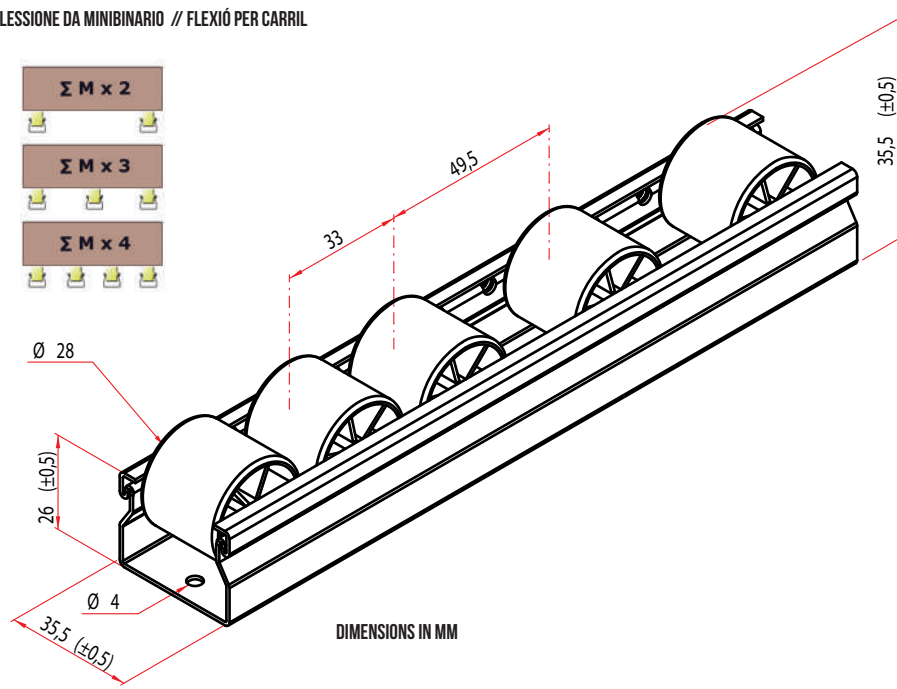 LESSIONE DA MINIBINARIO // FLEXIÓ PER CARRIL
Σ M x 2
Σ M x 3
Σ M x 4
35,5 (±0,5)
49,5
33
Ø 28
26 (±0,5)
Ø 4
35,5 (±0,5)
DIMENSIONS IN MM